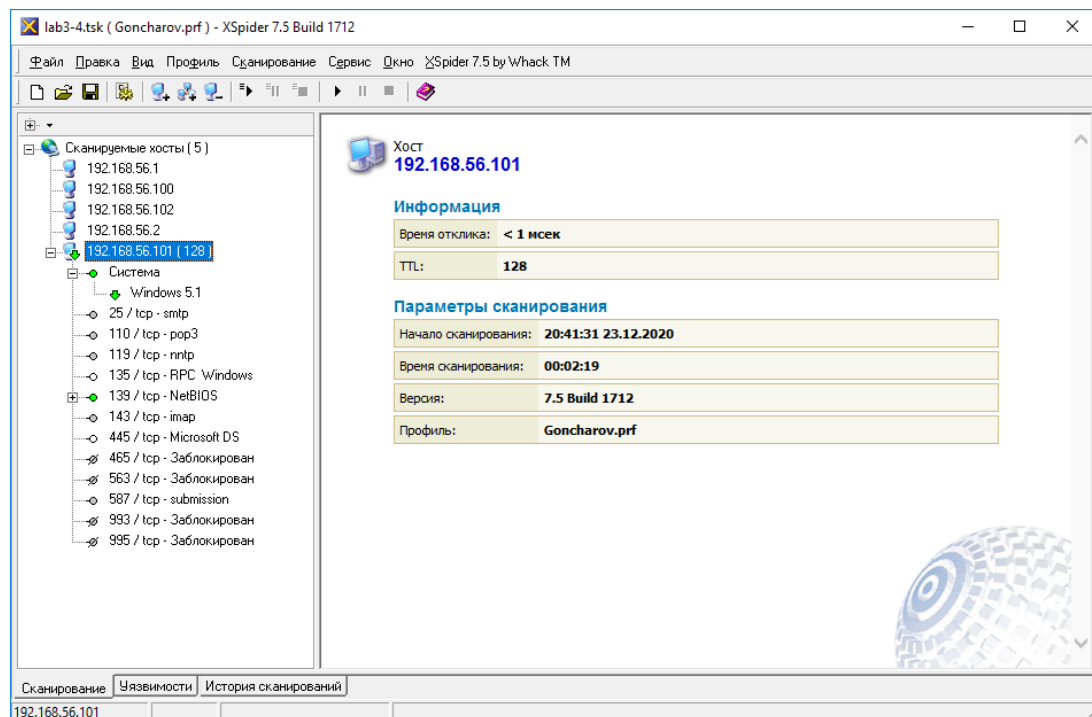 lab3-4.tsk ( Goncharov.prf ) - XSpider 7.5 Build 1712
Файл Правка Вид Профиль Сканирование Сервис Окно XSpider 7.5 by Whack TM
Сканируемые хосты ( 5 )
192.168.56.1
192.168.56.100
192.168.56.102
192.168.56.2
192.168.56.101 ( 128 )
Система
Windows 5.1
25 / tcp - smtp
110 / tcp - pop3
119 / tcp - nntp
135 / tcp - RPC Windows
139 / tcp - NetBIOS
143 / tcp - imap
445 / tcp - Microsoft DS
465 / tcp - Заблокирован
563 / tcp - Заблокирован
587 / tcp - submission
993 / tcp - Заблокирован
995 / tcp - Заблокирован
Хост
192.168.56.101
Информация
Время отклика: < 1 мсек
TTL: 128
Параметры сканирования
Начало сканирования: 20:41:31 23.12.2020
Время сканирования: 00:02:19
Версия: 7.5 Build 1712
Профиль: Goncharov.prf
Сканирование Уязвимости История сканирований
192.168.56.101